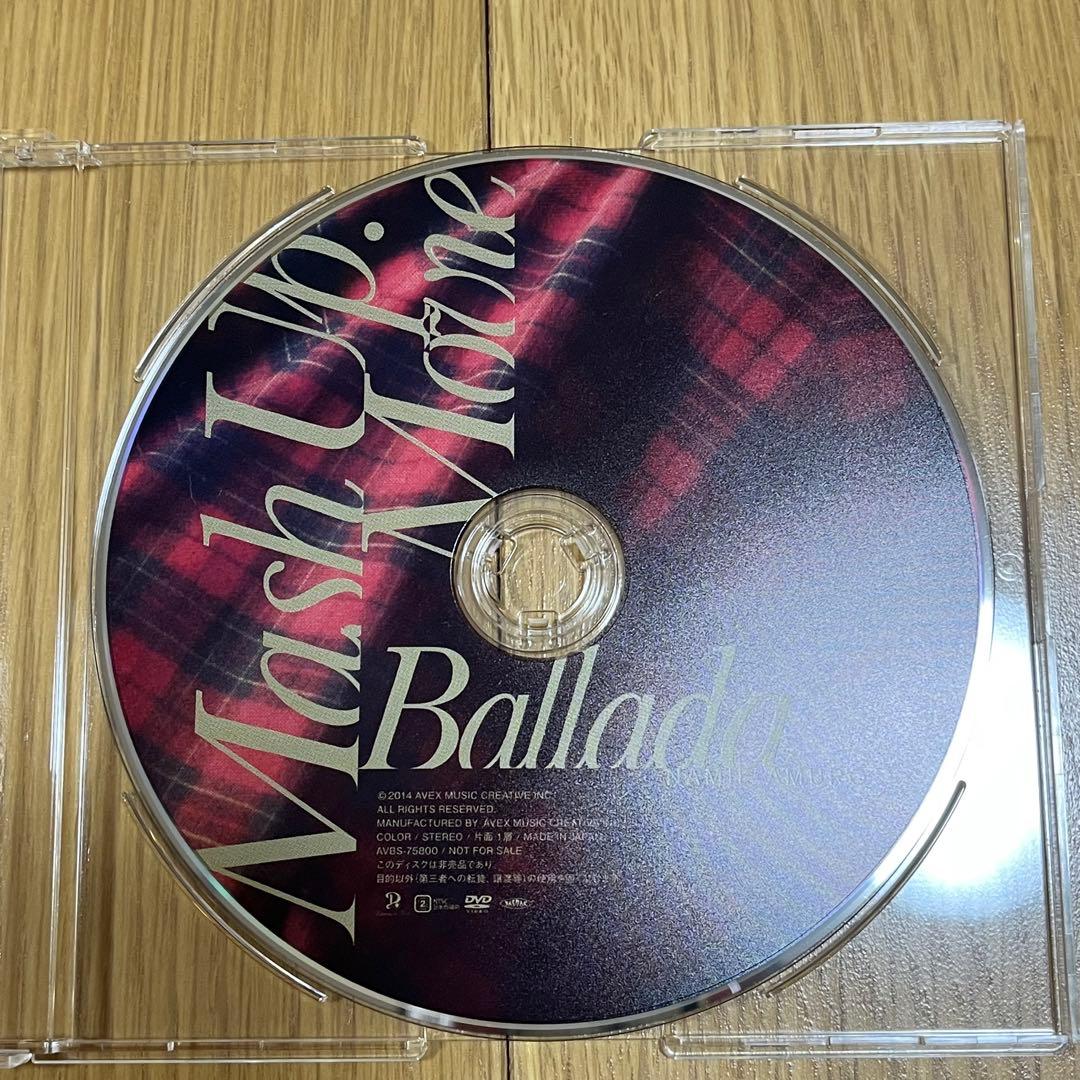 Mash Up.
Mône,
Ballada
NAMIE AMURO
© 2014 AVEX MUSIC CREATIVE INC.
ALL RIGHTS RESERVED.
MANUFACTURED BY AVEX MUSIC CREATIVE INC.
COLOR / STEREO / 片面 1層 / MADE IN JAPAN
AVBS-75800 / NOT FOR SALE
このディスクは非売品であり、
目的以外(第三者への転貸、譲渡等)の使用を
2
DVD
VIDEO